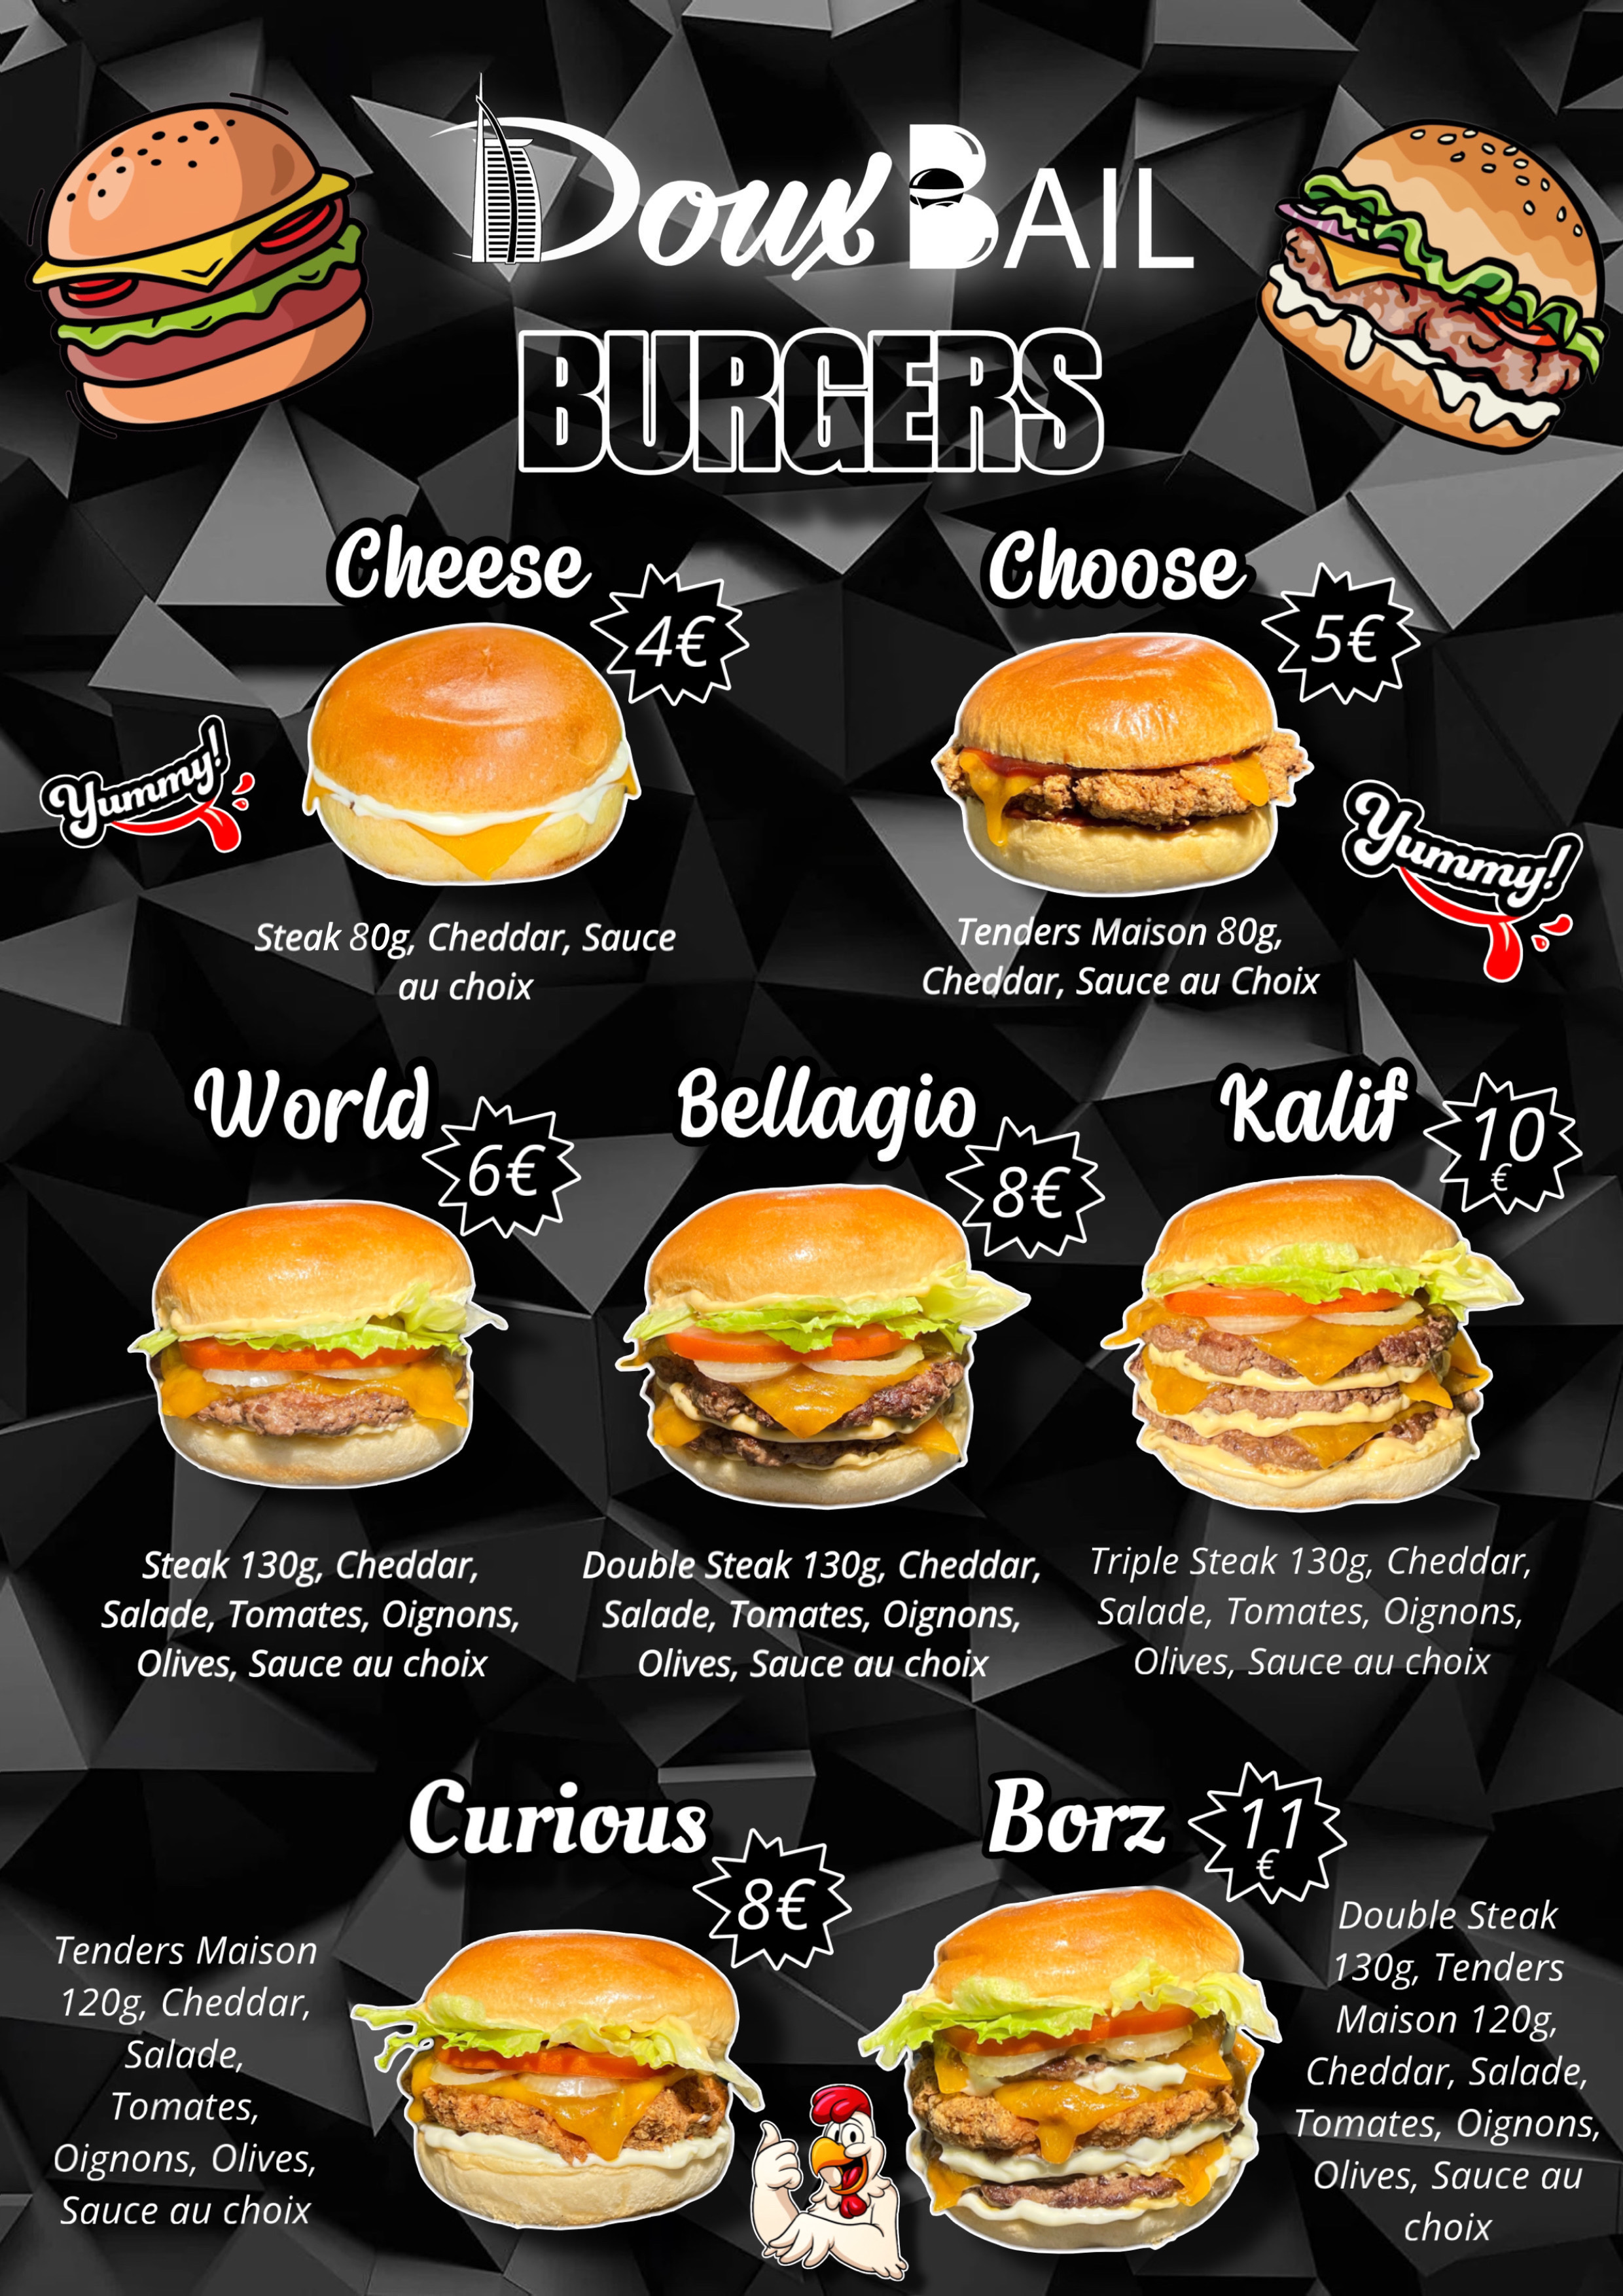 Doux BAIL
BURGERS
Cheese
4€
Choose
5€
Yummy!
Yummy!
Steak 80g, Cheddar, Sauce
au choix
Tenders Maison 80g,
Cheddar, Sauce au Choix
World
6€
Bellagio
8€
Kalif
10
€
Steak 130g, Cheddar,
Salade, Tomates, Oignons,
Olives, Sauce au choix
Double Steak 130g, Cheddar,
Salade, Tomates, Oignons,
Olives, Sauce au choix
Triple Steak 130g, Cheddar,
Salade, Tomates, Oignons,
Olives, Sauce au choix
Curious
8€
Tenders Maison
120g, Cheddar,
Salade,
Tomates,
Oignons, Olives,
Sauce au choix
Borz
11
€
Double Steak
130g, Tenders
Maison 120g,
Cheddar, Salade,
Tomates, Oignons,
Olives, Sauce au
choix